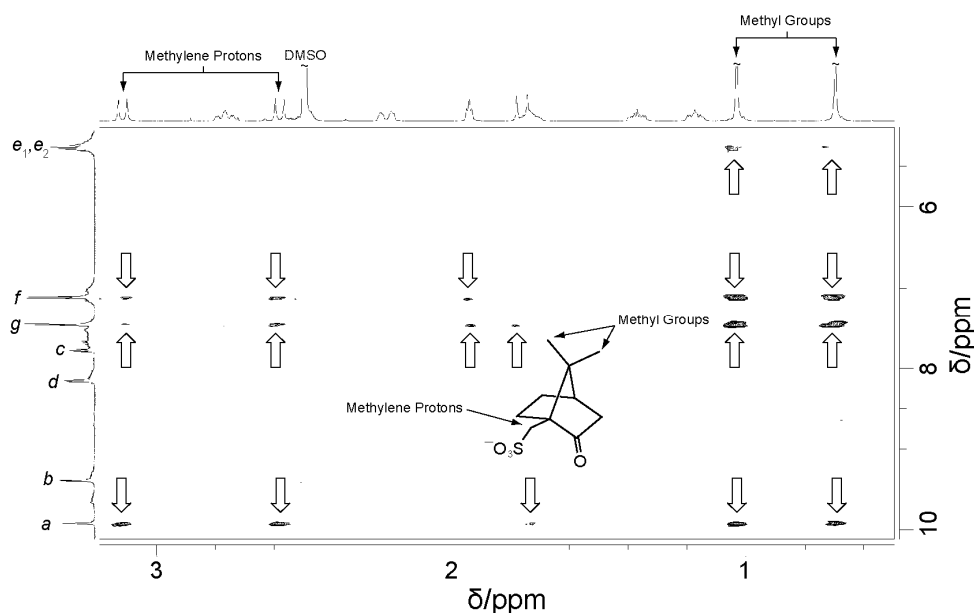 Methyl Groups
Methylene Protons
DMSO
~
~
~
e₁,e₂
6
f
g
Methyl Groups
c
8
d
Methylene Protons
⁻O₃S
O
b
a
10
δ/ppm
3
2
1
δ/ppm